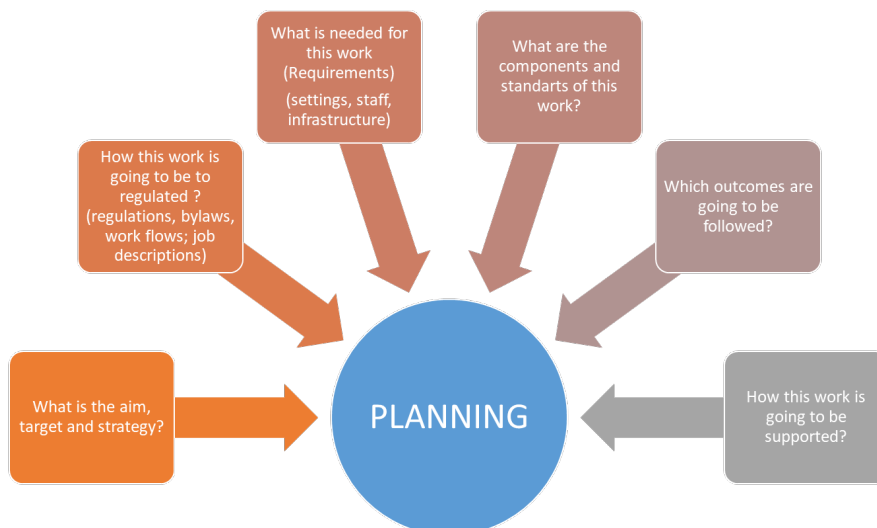 What is needed for
this work
(Requirements)
(settings, staff,
infrastructure)
What are the
components and
standarts of this
work?
How this work is
going to be to
regulated ?
(regulations, bylaws,
work flows; job
descriptions)
Which outcomes are
going to be
followed?
What is the aim,
target and strategy?
PLANNING
How this work is
going to be
supported?